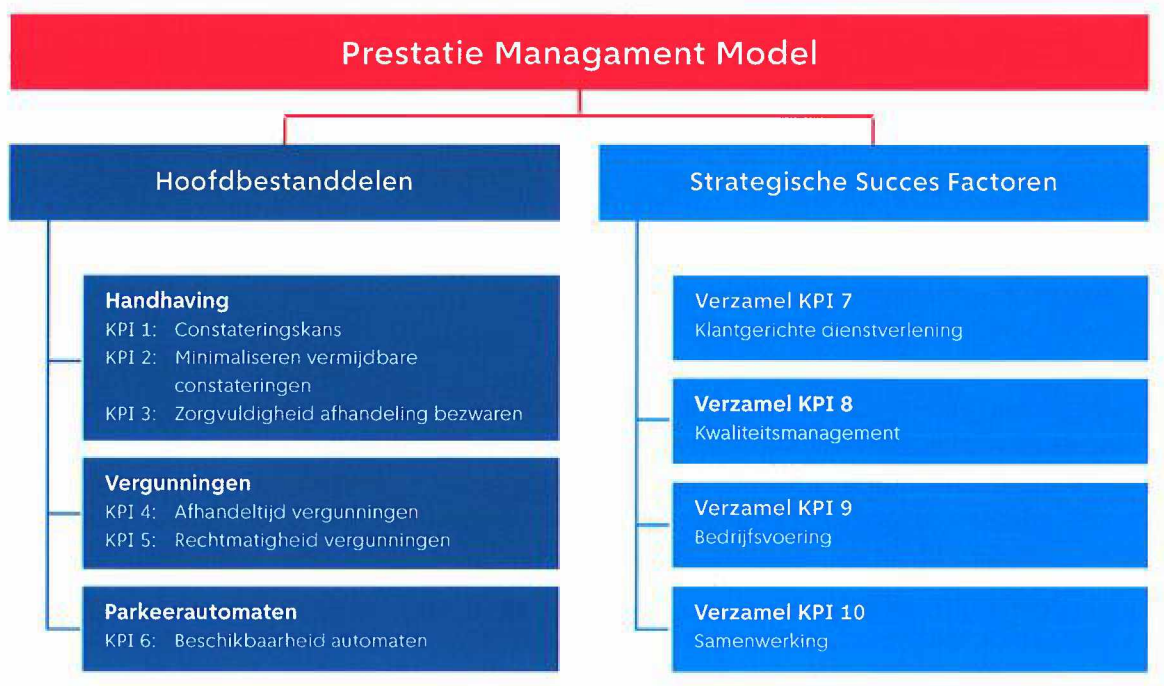 Prestatie Managament Model
Hoofdbestanddelen
Handhaving
KPI 1: Constateringskans
KPI 2: Minimaliseren vermijdbare
constateringen
KPI 3: Zorgvuldigheid afhandeling bezwaren
Vergunningen
KPI 4: Afhandeltijd vergunningen
KPI 5: Rechtmatigheid vergunningen
Parkeerautomaten
KPI 6: Beschikbaarheid automaten
Strategische Succes Factoren
Verzamel KPI 7
Klantgerichte dienstverlening
Verzamel KPI 8
Kwaliteitsmanagement
Verzamel KPI 9
Bedrijfsvoering
Verzamel KPI 10
Samenwerking